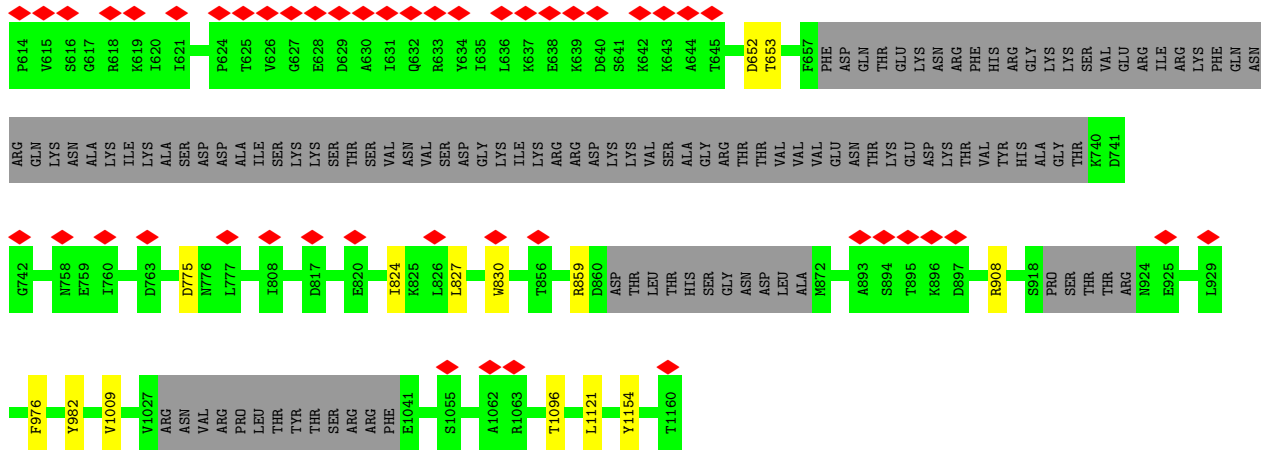 P614 V615 S616 G617 R618 K619 I620 I621 P624 T625 V626 G627 E628 D629 A630 I631 Q632 R633 Y634 I635 L636 K637 E638 K639 D640 S641 K642 K643 A644 T645 D652 T653 F657 PHE ASP GLN THR GLU LYS ASN ARG PHE HIS ARG GLY LYS LYS SER VAL GLU ARG ILE ARG LYS PHE GLN ASN
ARG GLN LYS ASN ALA LYS ILE LYS ALA SER ASP ASP ALA ILE SER LYS LYS SER THR SER VAL ASN VAL SER ASP GLY LYS ILE LYS ARG ARG ASP LYS LYS VAL SER ALA GLY ARG THR THR VAL VAL VAL GLU ASN THR LYS GLU ASP LYS THR VAL TYR HIS ALA GLY THR K740 D741
G742 N758 E759 I760 D763 D775 N776 L777 I808 D817 E820 I824 K825 L826 L827 W830 T856 R859 D860 ASP THR LEU THR HIS SER GLY ASN ASP LEU ALA M872 A893 S894 T895 K896 D897 R908 S918 PRO SER THR THR ARG N924 E925 L929
F976 Y982 V1009 V1027 ARG ASN VAL ARG PRO LEU THR TYR THR SER ARG ARG PHE E1041 S1055 A1062 R1063 T1096 L1121 Y1154 T1160